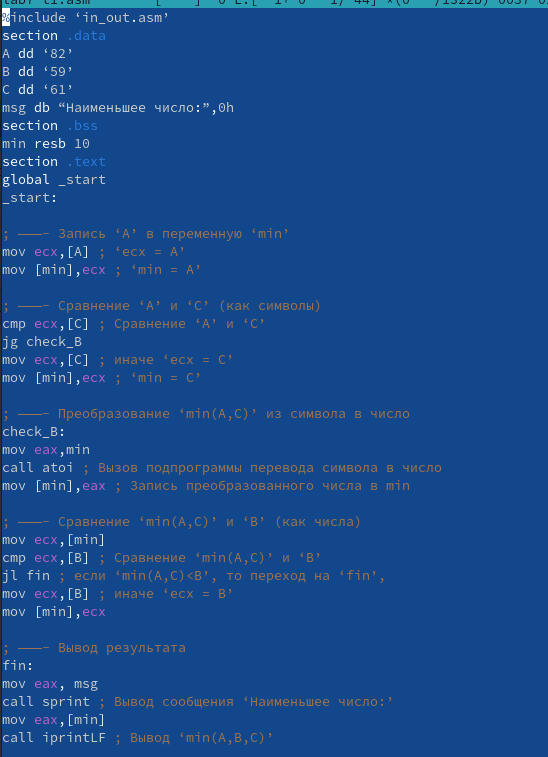 %include ‘in_out.asm’
section .data
A dd ‘82’
B dd ‘59’
C dd ‘61’
msg db “Наименьшее число:”,0h
section .bss
min resb 10
section .text
global _start
_start:
; ———- Запись ‘A’ в переменную ‘min’
mov ecx,[A] ; ‘ecx = A’
mov [min],ecx ; ‘min = A’
; ———- Сравнение ‘A’ и ‘С’ (как символы)
cmp ecx,[C] ; Сравнение ‘A’ и ‘С’
jg check_B
mov ecx,[C] ; иначе ‘ecx = C’
mov [min],ecx ; ‘min = C’
; ———- Преобразование ‘min(A,C)’ из символа в число
check_B:
mov eax,min
call atoi ; Вызов подпрограммы перевода символа в число
mov [min],eax ; Запись преобразованного числа в min
; ———- Сравнение ‘min(A,C)’ и ‘B’ (как числа)
mov ecx,[min]
cmp ecx,[B] ; Сравнение ‘min(A,C)’ и ‘B’
jl fin ; если ‘min(A,C)<B’, то переход на ‘fin’,
mov ecx,[B] ; иначе ‘ecx = B’
mov [min],ecx
; ———- Вывод результата
fin:
mov eax, msg
call sprint ; Вывод сообщения ‘Наименьшее число:’
mov eax,[min]
call iprintLF ; Вывод ‘min(A,B,C)’